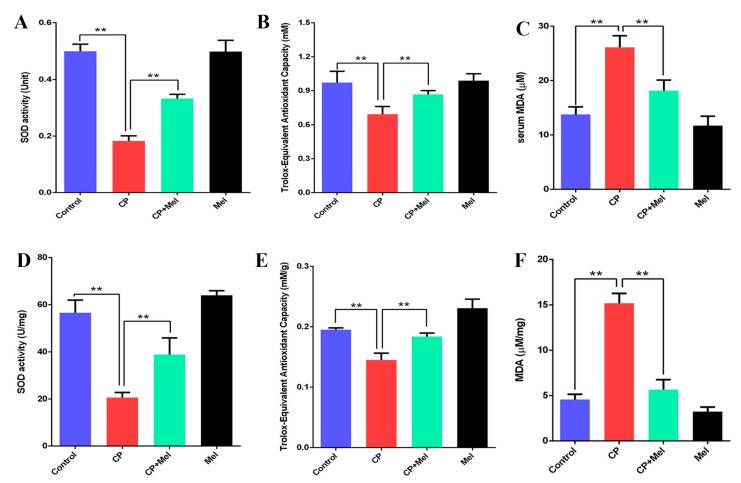 A
SOD activity (Unit)
0.6
0.4
0.2
0.0
**
**
Control
CP
CP+Mel
Mel
B
Trolox-Equivalent Antioxidant Capacity (mM)
1.5
1.2
0.9
0.6
0.3
0.0
**
**
Control
CP
CP+Mel
Mel
C
serum MDA (μM)
30
20
10
0
**
**
Control
CP
CP+Mel
Mel
D
SOD activity (U/mg)
80
60
40
20
0
**
**
Control
CP
CP+Mel
Mel
E
Trolox-Equivalent Antioxidant Capacity (mM/g)
0.3
0.2
0.1
0.0
**
**
Control
CP
CP+Mel
Mel
F
MDA (μM/mg)
20
15
10
5
0
**
**
Control
CP
CP+Mel
Mel